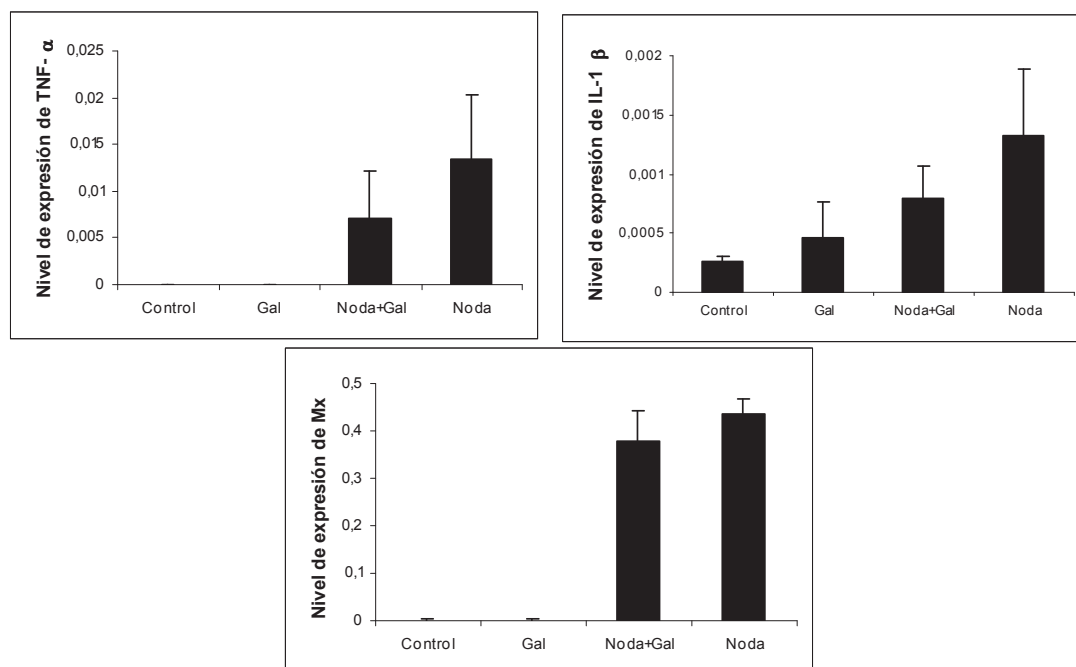 Nivel de expresión de TNF- α
0,025
0,02
0,015
0,01
0,005
0
Control Gal Noda+Gal Noda
Nivel de expresión de IL-1 β
0,002
0,0015
0,001
0,0005
0
Control Gal Noda+Gal Noda
Nivel de expresión de Mx
0,5
0,4
0,3
0,2
0,1
0
Control Gal Noda+Gal Noda